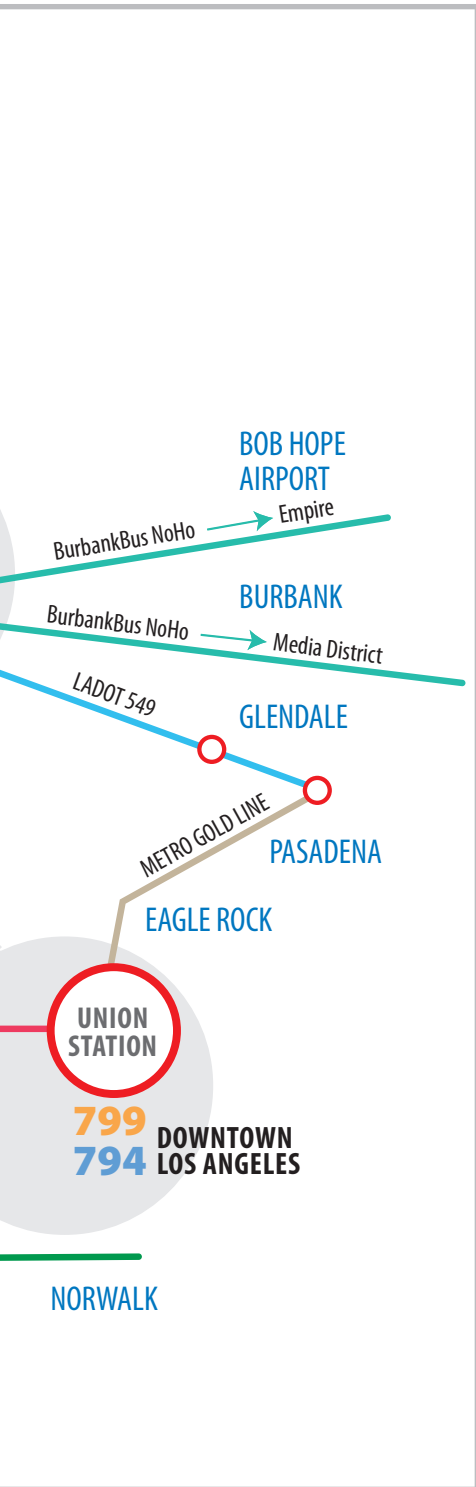 BOB HOPE
AIRPORT
BurbankBus NoHo
Empire
BURBANK
BurbankBus NoHo
Media District
LADOT 549
GLENDALE
METRO GOLD LINE
PASADENA
EAGLE ROCK
UNION
STATION
799
794
DOWNTOWN
LOS ANGELES
NORWALK